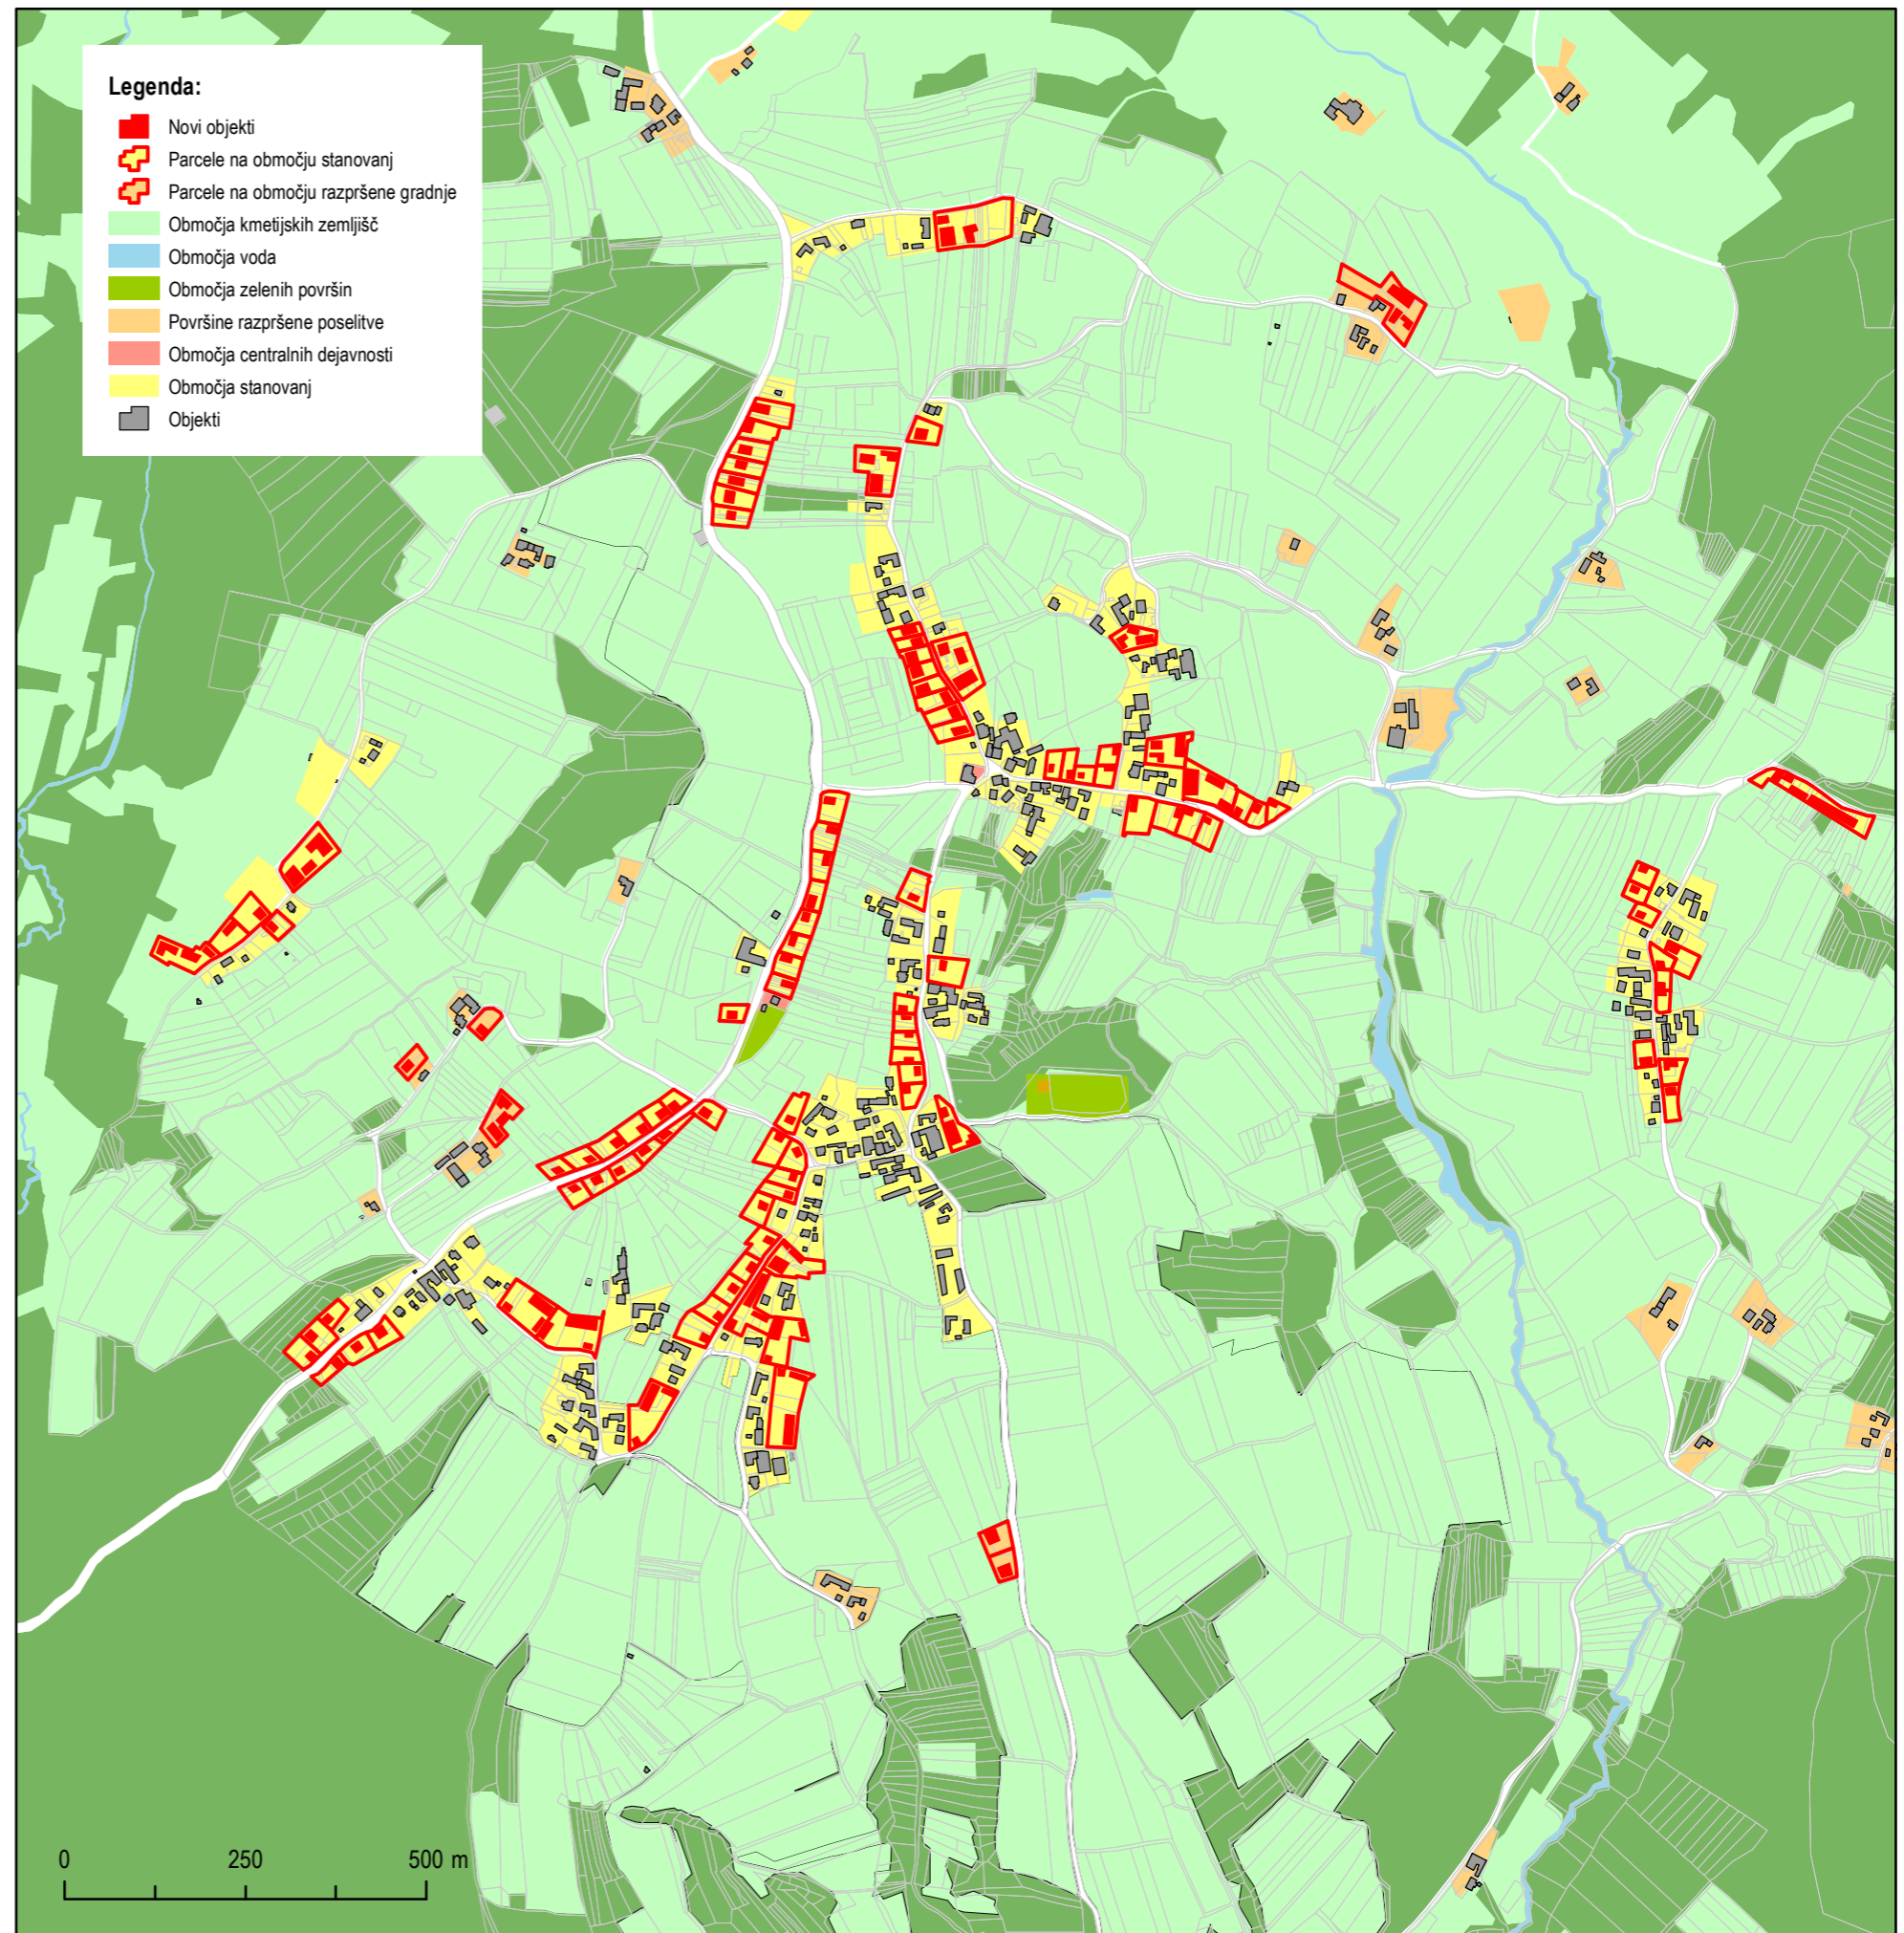 Legenda:
Novi objekti
Parcele na območju stanovanj
Parcele na območju razpršene gradnje
Območja kmetijskih zemljišč
Območja voda
Območja zelenih površin
Površine razpršene poselitve
Območja centralnih dejavnosti
Območja stanovanj
Objekti
0 250 500 m